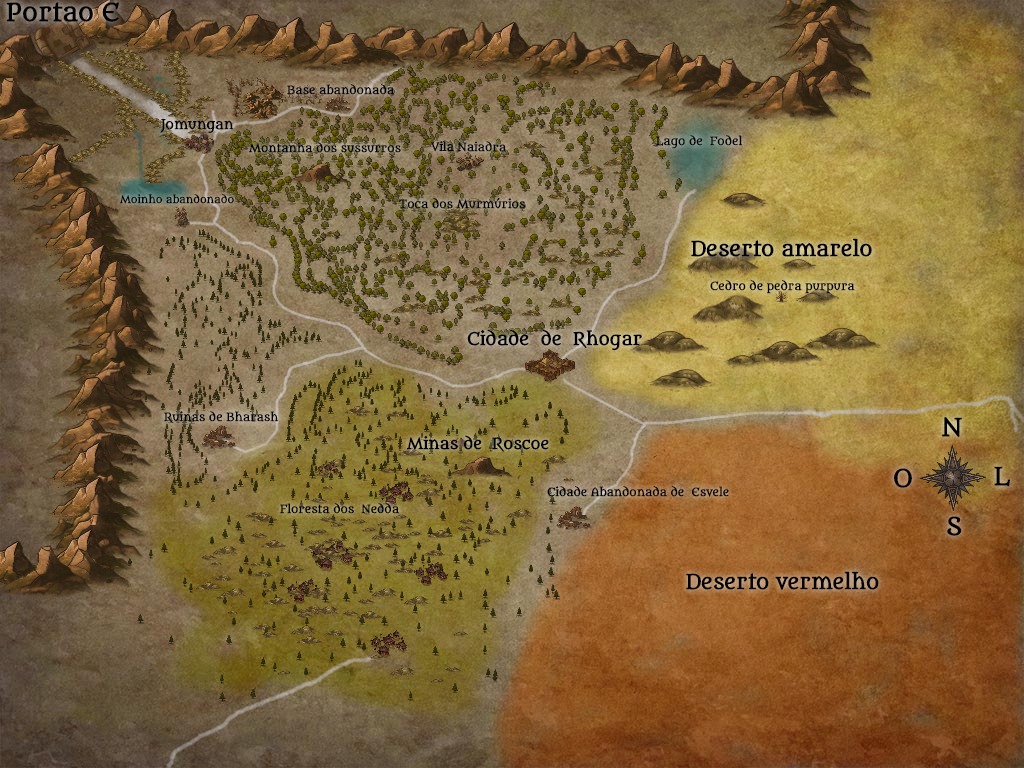 Portao E
Base abandonada
Jomungan
Montanha dos sussurros
Vila Naiadra
Lago de Fodel
Moinho abandonado
Toca dos Murmúrios
Deserto amarelo
Cedro de pedra purpura
Cidade de Rhogar
Ruinas de Bharash
Minas de Roscoe
N
O
L
S
Cidade Abandonada de Esvele
Floresta dos Nedda
Deserto vermelho